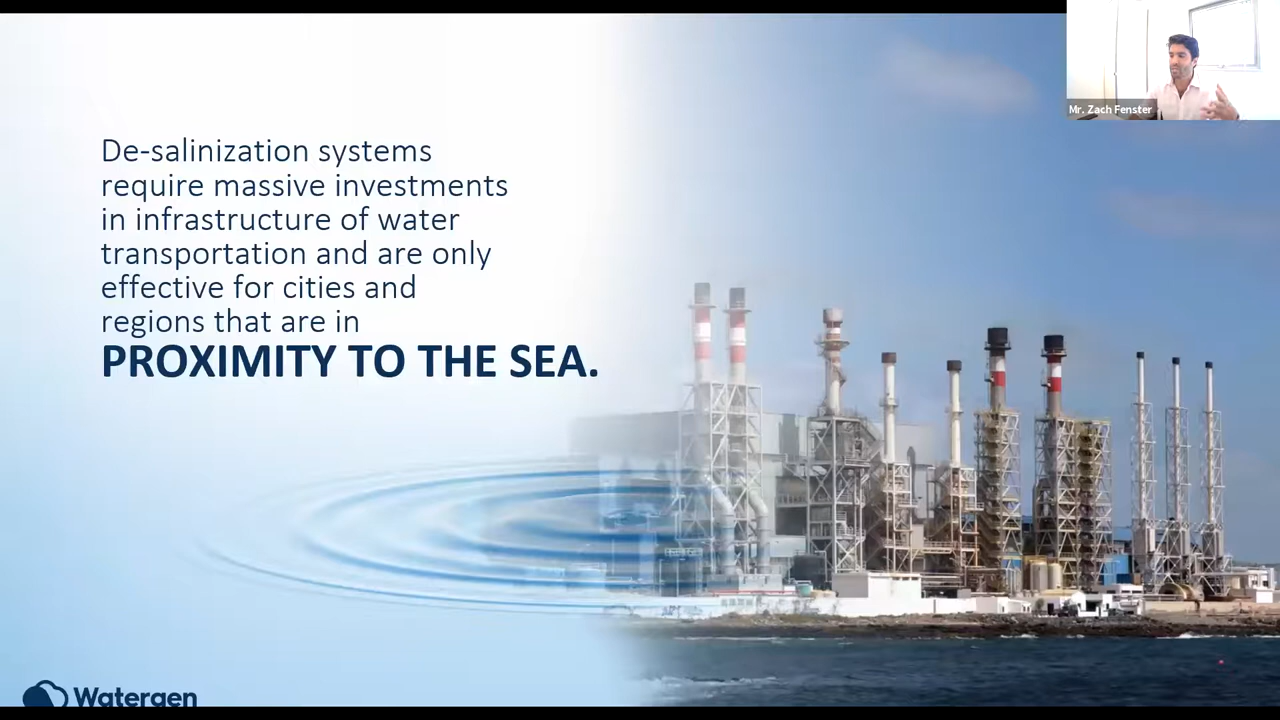 Mr. Zach Fenster
De-salinization systems
require massive investments
in infrastructure of water
transportation and are only
effective for cities and
regions that are in
PROXIMITY TO THE SEA.
Watergen